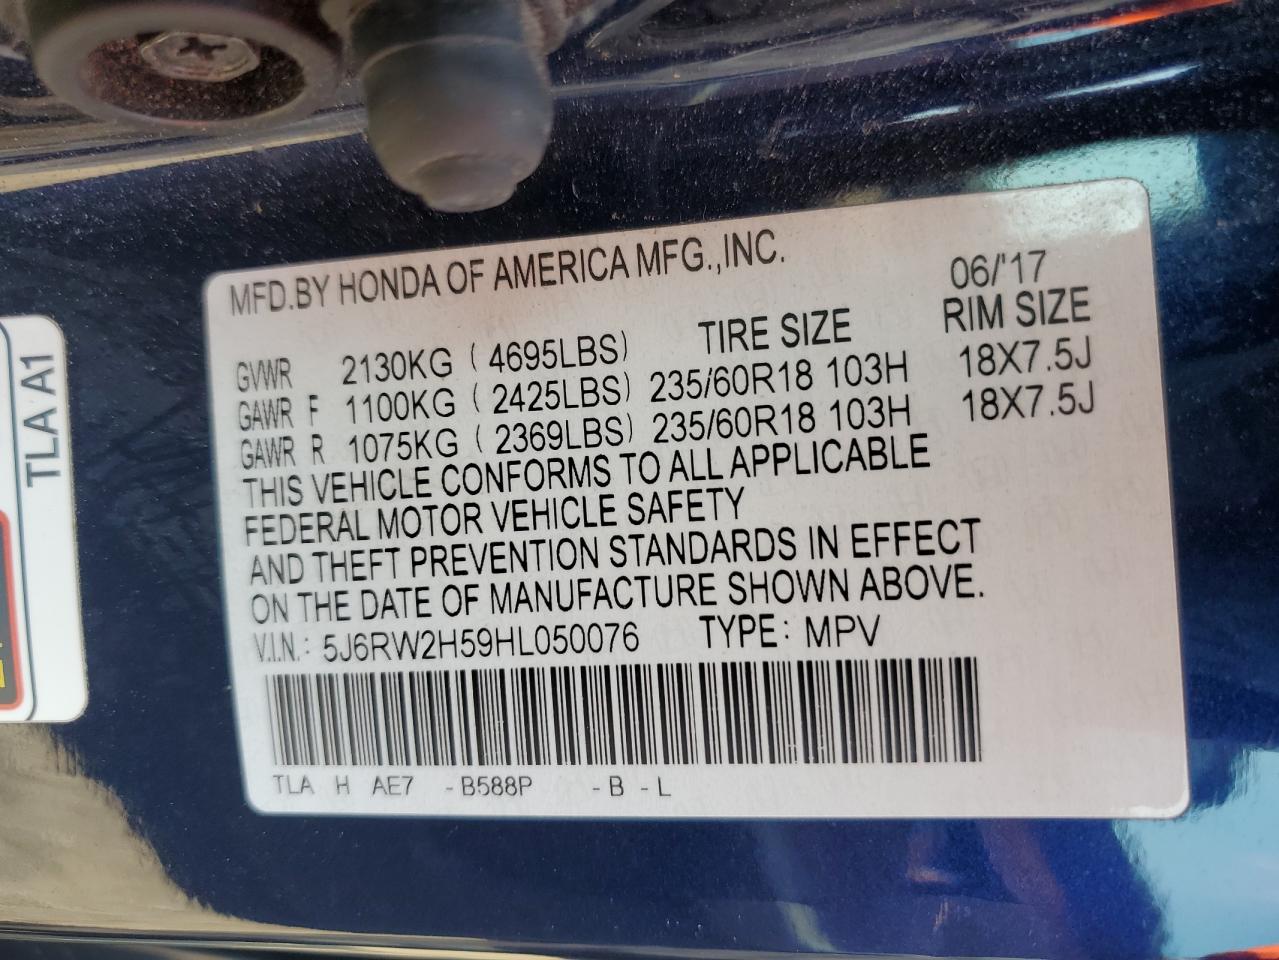 MFD.BY HONDA OF AMERICA MFG.,INC. 06/'17
TIRE SIZE RIM SIZE
GVWR 2130KG ( 4695LBS)
GAWR F 1100KG ( 2425LBS) 235/60R18 103H 18X7.5J
GAWR R 1075KG ( 2369LBS) 235/60R18 103H 18X7.5J
THIS VEHICLE CONFORMS TO ALL APPLICABLE
FEDERAL MOTOR VEHICLE SAFETY
AND THEFT PREVENTION STANDARDS IN EFFECT
ON THE DATE OF MANUFACTURE SHOWN ABOVE.
V.I.N.: 5J6RW2H59HL050076 TYPE: MPV
TLA H AE7 -B588P -B -L
TLA A1